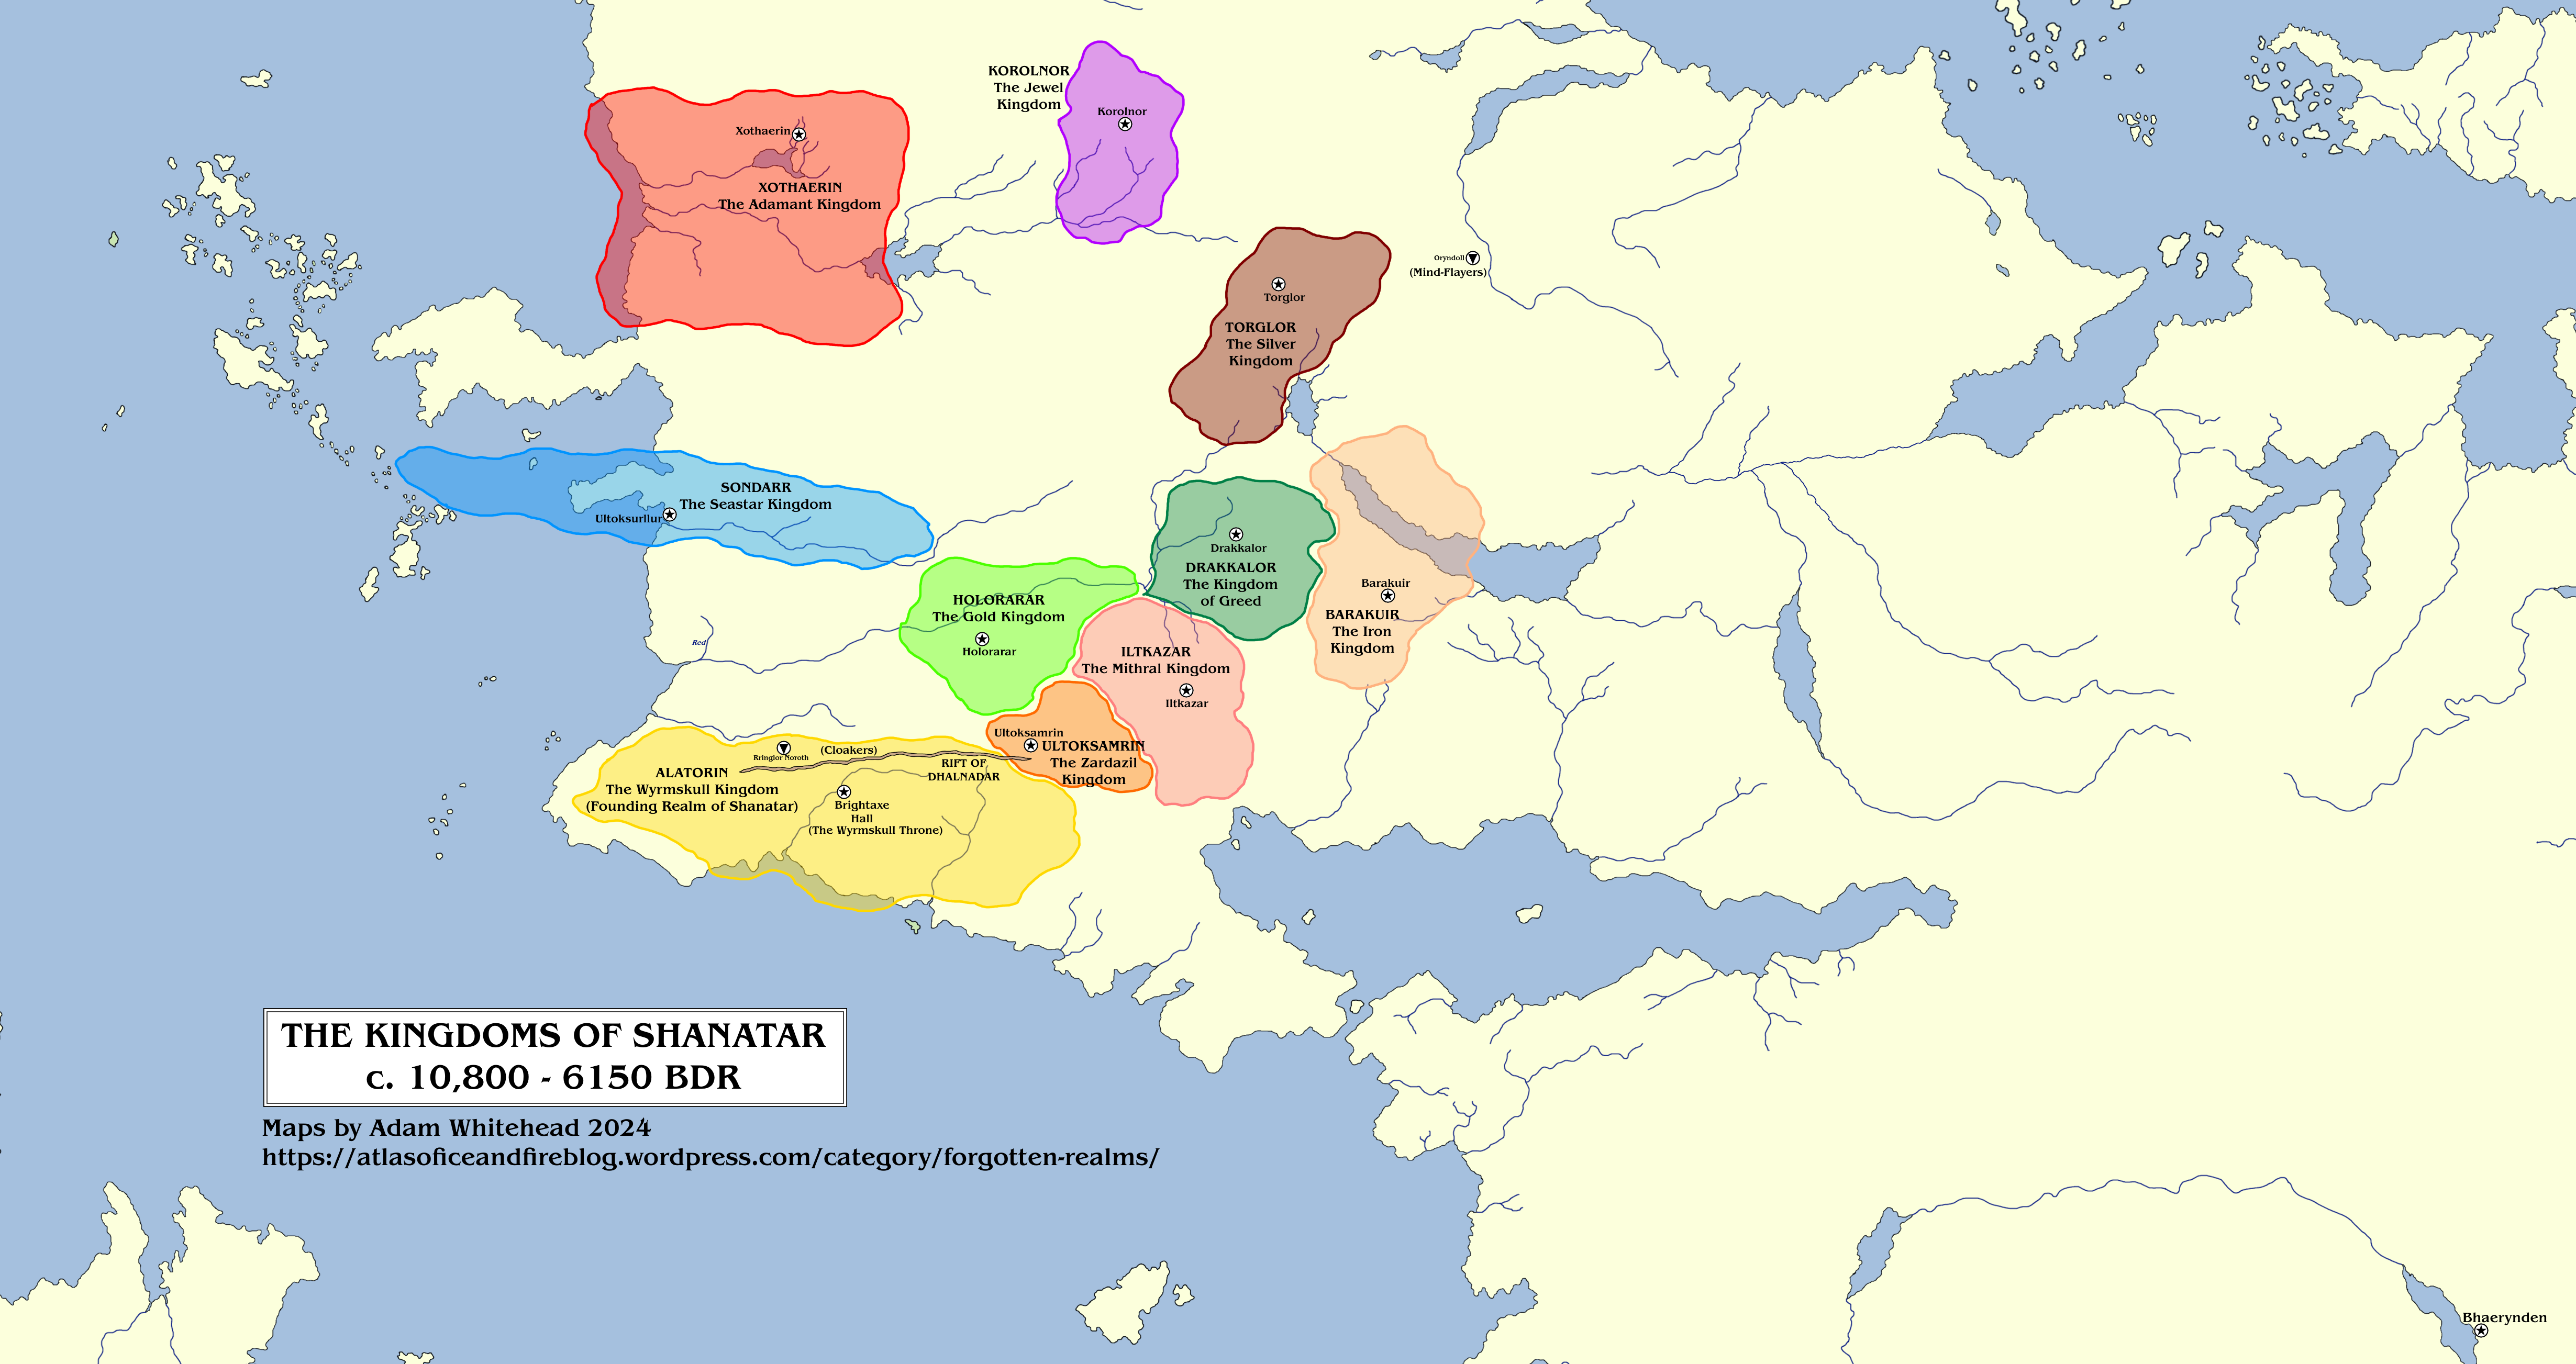 KOROLNOR
The Jewel
Kingdom
Korolnor
Xothaerin
XOTHAERIN
The Adamant Kingdom
Oryndoll
(Mind-Flayers)
Torglor
TORGLOR
The Silver
Kingdom
SONDARR
The Seastar Kingdom
Ultoksurllur
Drakkalor
DRAKKALOR
The Kingdom
of Greed
Barakuir
BARAKUIR
The Iron
Kingdom
HOLORARAR
The Gold Kingdom
Holorarar
Red
ILTKAZAR
The Mithral Kingdom
Iltkazar
Ultoksamrin
ULTOKSAMRIN
The Zardazil
Kingdom
(Cloakers)
Rringlor Noroth
RIFT OF
DHALNADAR
ALATORIN
The Wyrmskull Kingdom
(Founding Realm of Shanatar)
Brightaxe
Hall
(The Wyrmskull Throne)
THE KINGDOMS OF SHANATAR
c. 10,800 - 6150 BDR
Maps by Adam Whitehead 2024
https://atlasoficeandfireblog.wordpress.com/category/forgotten-realms/
Bhaerynden